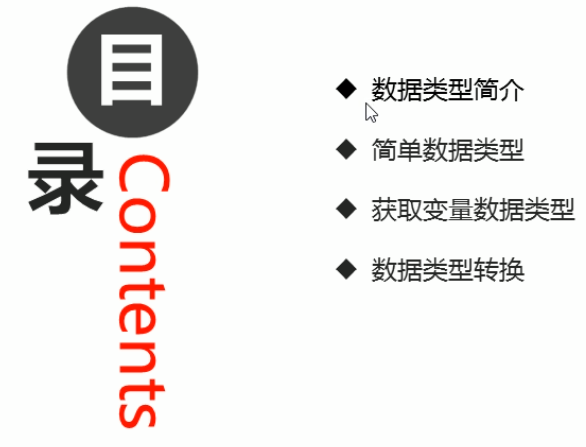 目录
Contents
◆ 数据类型简介
◆ 简单数据类型
◆ 获取变量数据类型
◆ 数据类型转换